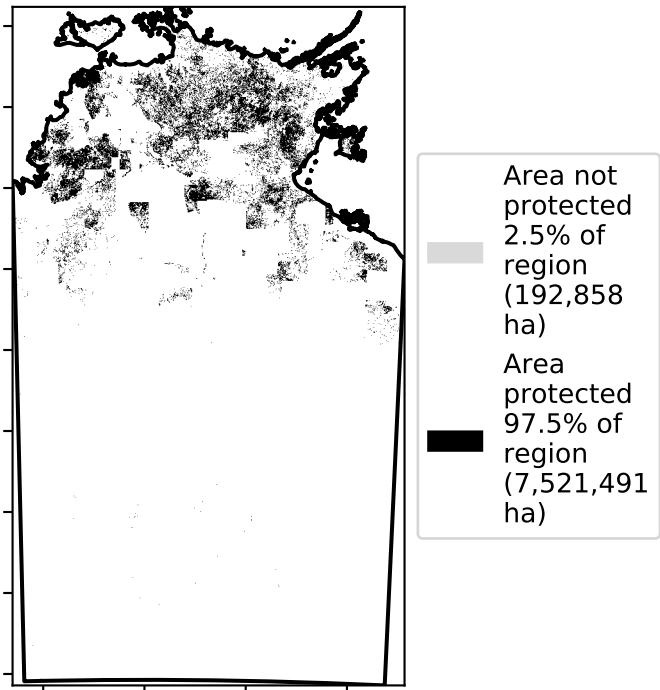 Area not
protected
2.5% of
region
(192,858
ha)
Area
protected
97.5% of
region
(7,521,491
ha)